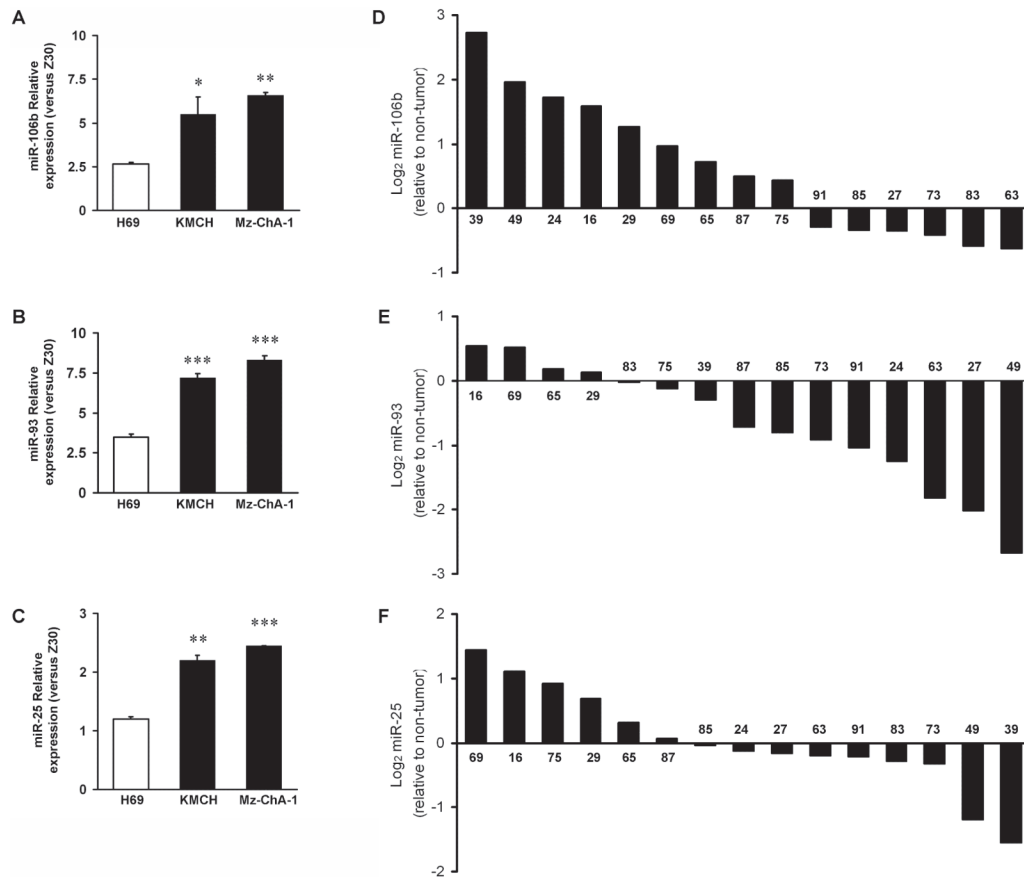 A
miR-106b Relative
expression (versus Z30)
10
7.5
5
2.5
0
*
**
H69 KMCH Mz-ChA-1
D
Log2 miR-106b
(relative to non-tumor)
3
2
1
0
-1
91 85 27 73 83 63
39 49 24 16 29 69 65 87 75
B
miR-93 Relative
expression (versus Z30)
10
7.5
5
2.5
0
***
***
H69 KMCH Mz-ChA-1
E
Log2 miR-93
(relative to non-tumor)
1
0
-1
-2
-3
83 75 39 87 85 73 91 24 63 27 49
16 69 65 29
C
miR-25 Relative
expression (versus Z30)
3
2
1
0
**
***
H69 KMCH Mz-ChA-1
F
Log2 miR-25
(relative to non-tumor)
2
1
0
-1
-2
85 24 27 63 91 83 73 49 39
69 16 75 29 65 87